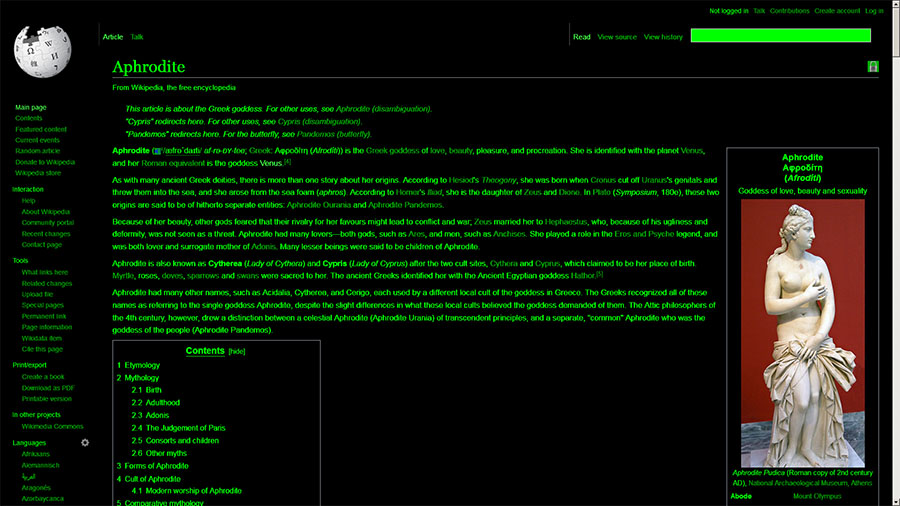 Not logged in Talk Contributions Create account Log in
Article Talk
Read View source View history
Aphrodite
From Wikipedia, the free encyclopedia
This article is about the Greek goddess. For other uses, see Aphrodite (disambiguation).
"Cypris" redirects here. For other uses, see Cypris (disambiguation).
"Pandemos" redirects here. For the butterfly, see Pandemos (butterfly).
Aphrodite (/æfrəˈdaɪti/ af-rə-DY-tee; Greek: Αφροδίτη (Afrodíti)) is the Greek goddess of love, beauty, pleasure, and procreation. She is identified with the planet Venus,
and her Roman equivalent is the goddess Venus.[4]
As with many ancient Greek deities, there is more than one story about her origins. According to Hesiod's Theogony, she was born when Cronus cut off Uranus's genitals and
threw them into the sea, and she arose from the sea foam (aphros). According to Homer's Iliad, she is the daughter of Zeus and Dione. In Plato (Symposium, 180e), these two
origins are said to be of hitherto separate entities: Aphrodite Ourania and Aphrodite Pandemos.
Because of her beauty, other gods feared that their rivalry for her favours might lead to conflict and war; Zeus married her to Hephaestus, who, because of his ugliness and
deformity, was not seen as a threat. Aphrodite had many lovers—both gods, such as Ares, and men, such as Anchises. She played a role in the Eros and Psyche legend, and
was both lover and surrogate mother of Adonis. Many lesser beings were said to be children of Aphrodite.
Aphrodite is also known as Cytherea (Lady of Cythera) and Cypris (Lady of Cyprus) after the two cult sites, Cythera and Cyprus, which claimed to be her place of birth.
Myrtle, roses, doves, sparrows and swans were sacred to her. The ancient Greeks identified her with the Ancient Egyptian goddess Hathor.[5]
Aphrodite had many other names, such as Acidalia, Cytherea, and Cerigo, each used by a different local cult of the goddess in Greece. The Greeks recognized all of these
names as referring to the single goddess Aphrodite, despite the slight differences in what these local cults believed the goddess demanded of them. The Attic philosophers of
the 4th century, however, drew a distinction between a celestial Aphrodite (Aphrodite Urania) of transcendent principles, and a separate, "common" Aphrodite who was the
goddess of the people (Aphrodite Pandemos).
Contents [hide]
1 Etymology
2 Mythology
2.1 Birth
2.2 Adulthood
2.3 Adonis
2.4 The Judgement of Paris
2.5 Consorts and children
2.6 Other myths
3 Forms of Aphrodite
4 Cult of Aphrodite
4.1 Modern worship of Aphrodite
5 Comparative mythology
Aphrodite
Αφροδίτη
(Afrodíti)
Goddess of love, beauty and sexuality
Aphrodite Pudica (Roman copy of 2nd century
AD), National Archaeological Museum, Athens
Abode Mount Olympus
Main page
Contents
Featured content
Current events
Random article
Donate to Wikipedia
Wikipedia store
Interaction
Help
About Wikipedia
Community portal
Recent changes
Contact page
Tools
What links here
Related changes
Upload file
Special pages
Permanent link
Page information
Wikidata item
Cite this page
Print/export
Create a book
Download as PDF
Printable version
In other projects
Wikimedia Commons
Languages
Afrikaans
Alemannisch
العربية
Aragonés
Azərbaycanca